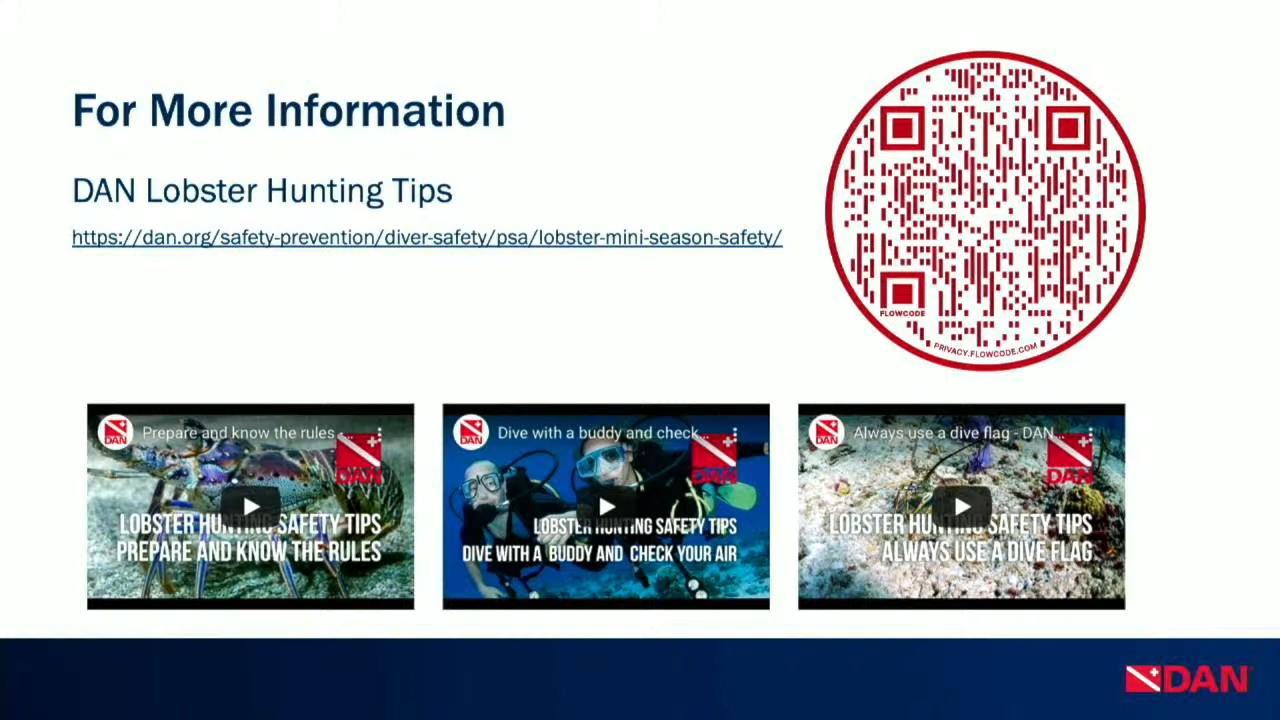 For More Information
DAN Lobster Hunting Tips
https://dan.org/safety-prevention/diver-safety/psa/lobster-mini-season-safety/
FLOWCODE
PRIVACY.FLOWCODE.COM
DAN
Prepare and know the rules -...
DAN
LOBSTER HUNTING SAFETY TIPS
PREPARE AND KNOW THE RULES
DAN
Dive with a buddy and check...
DAN
LOBSTER HUNTING SAFETY TIPS
DIVE WITH A BUDDY AND CHECK YOUR AIR
DAN
Always use a dive flag - DAN...
DAN
LOBSTER HUNTING SAFETY TIPS
ALWAYS USE A DIVE FLAG.
DAN